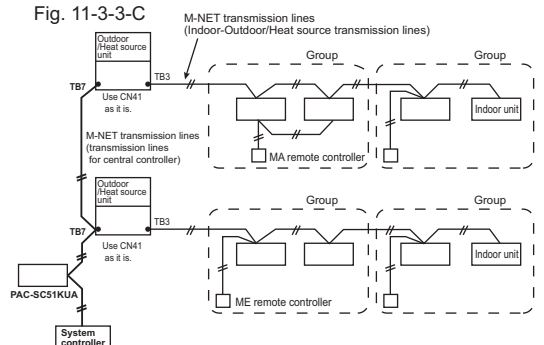 Fig. 11-3-3-C
M-NET transmission lines
(Indoor-Outdoor/Heat source transmission lines)
Outdoor
/Heat source
unit
TB3
TB7
Use CN41
as it is.
Group
Group
Indoor unit
MA remote controller
M-NET transmission lines
(transmission lines
for central controller)
Outdoor
/Heat source
unit
TB3
TB7
Use CN41
as it is.
Group
Group
Indoor unit
ME remote controller
PAC-SC51KUA
System
controller